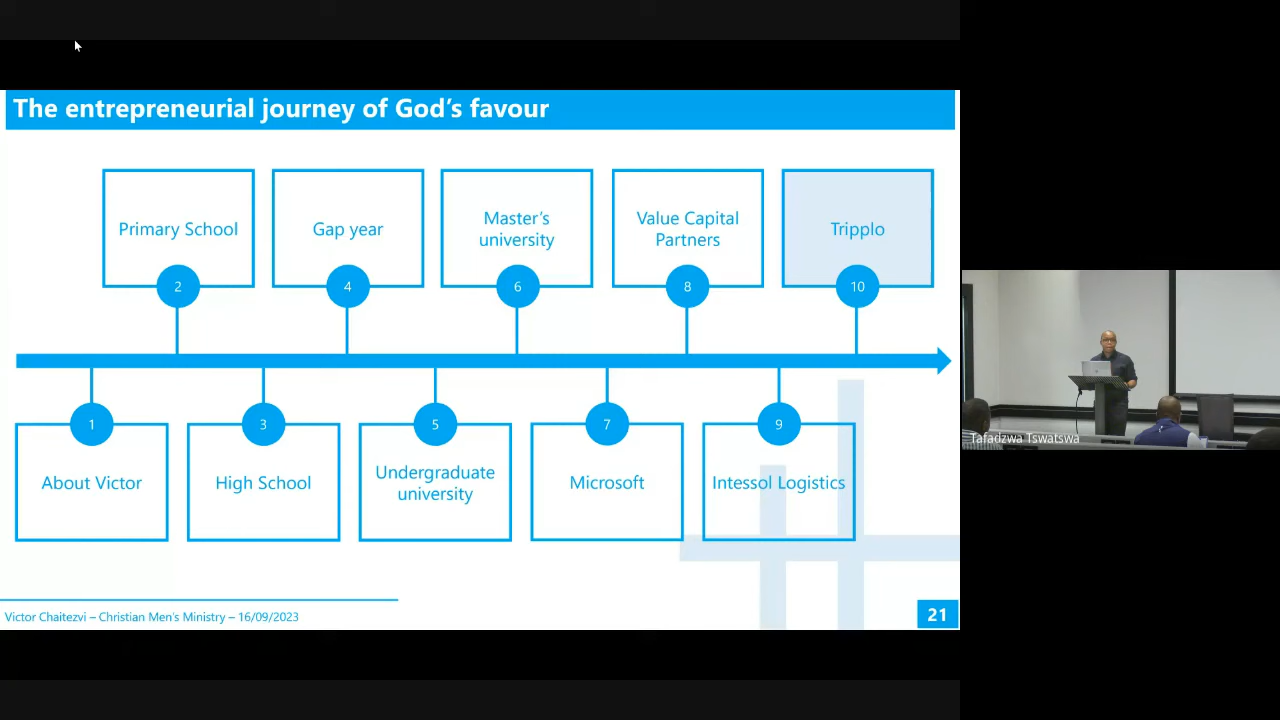 The entrepreneurial journey of God's favour
Primary School
2
Gap year
4
Master's
university
6
Value Capital
Partners
8
Tripplo
10
1
About Victor
3
High School
5
Undergraduate
university
7
Microsoft
9
Intessol Logistics
Victor Chaitezvi – Christian Men's Ministry – 16/09/2023
21
Tafadzwa Tswatswa